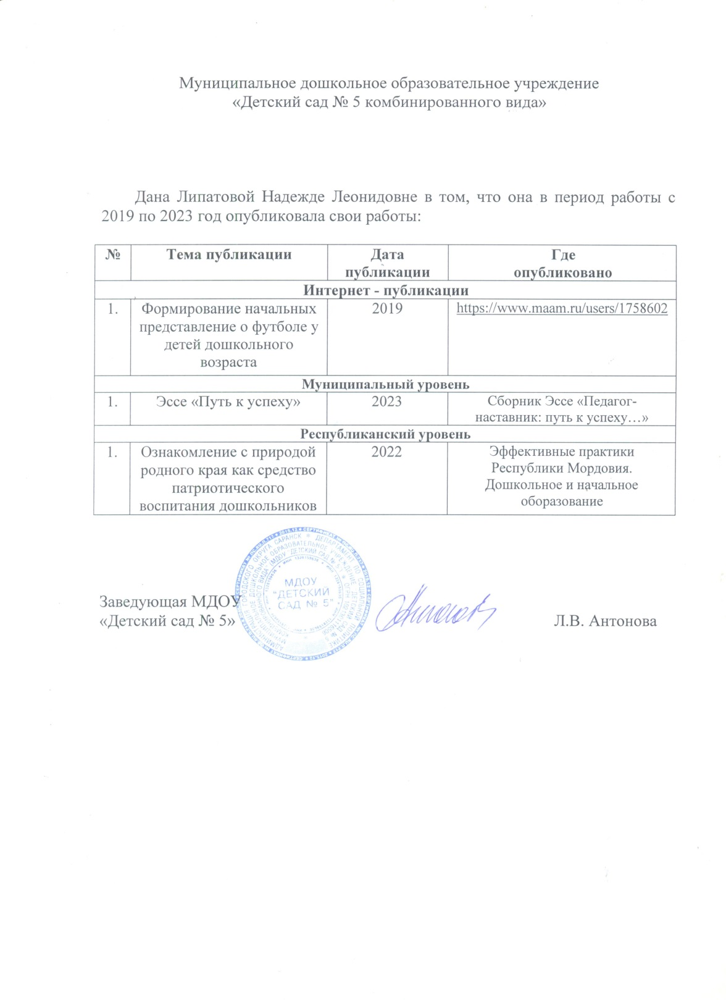 Муниципальное дошкольное образовательное учреждение
«Детский сад № 5 комбинированного вида»
Дана Липатовой Надежде Леонидовне в том, что она в период работы с
2019 по 2023 год опубликовала свои работы:
№ Тема публикации Дата публикации Где опубликовано
Интернет - публикации
1. Формирование начальных 2019 https://www.maam.ru/users/1758602
представление о футболе у
детей дошкольного
возраста
Муниципальный уровень
1. Эссе «Путь к успеху» 2023 Сборник Эссе «Педагог-
наставник: путь к успеху…»
Республиканский уровень
1. Ознакомление с природой 2022 Эффективные практики
родного края как средство Республики Мордовия.
патриотического Дошкольное и начальное
воспитания дошкольников оборазование
МДОУ
"ДЕТСКИЙ
САД № 5"
Заведующая МДОУ
«Детский сад № 5» Л.В. Антонова